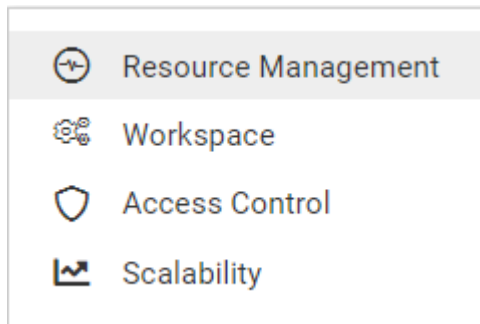 Resource Management
Workspace
Access Control
Scalability